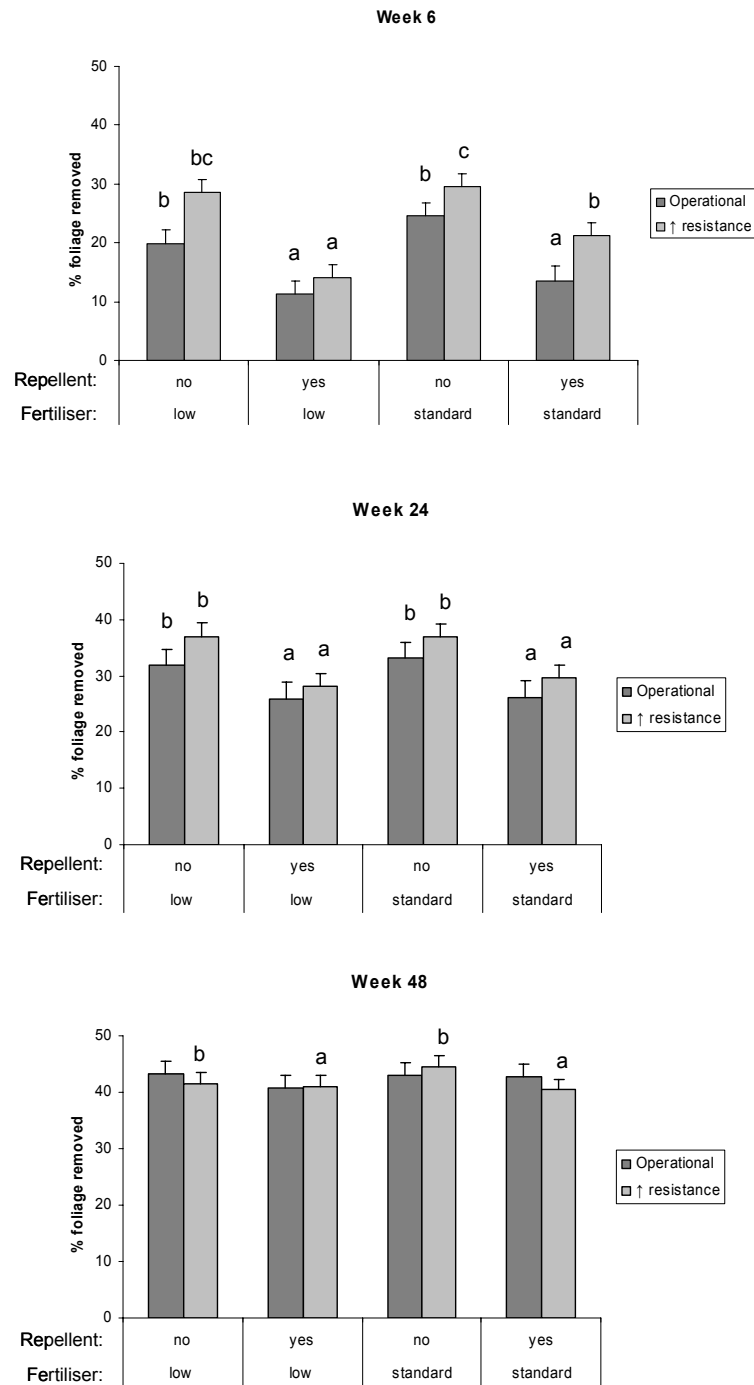 Week 6
50
40
30
20
10
0
% foliage removed
b bc a a b c a b
Operational
↑ resistance
Repellent: no yes no yes
Fertiliser: low low standard standard
Week 24
50
40
30
20
10
0
% foliage removed
b b a a b b a a
Operational
↑ resistance
Repellent: no yes no yes
Fertiliser: low low standard standard
Week 48
50
40
30
20
10
0
% foliage removed
b a b a
Operational
↑ resistance
Repellent: no yes no yes
Fertiliser: low low standard standard